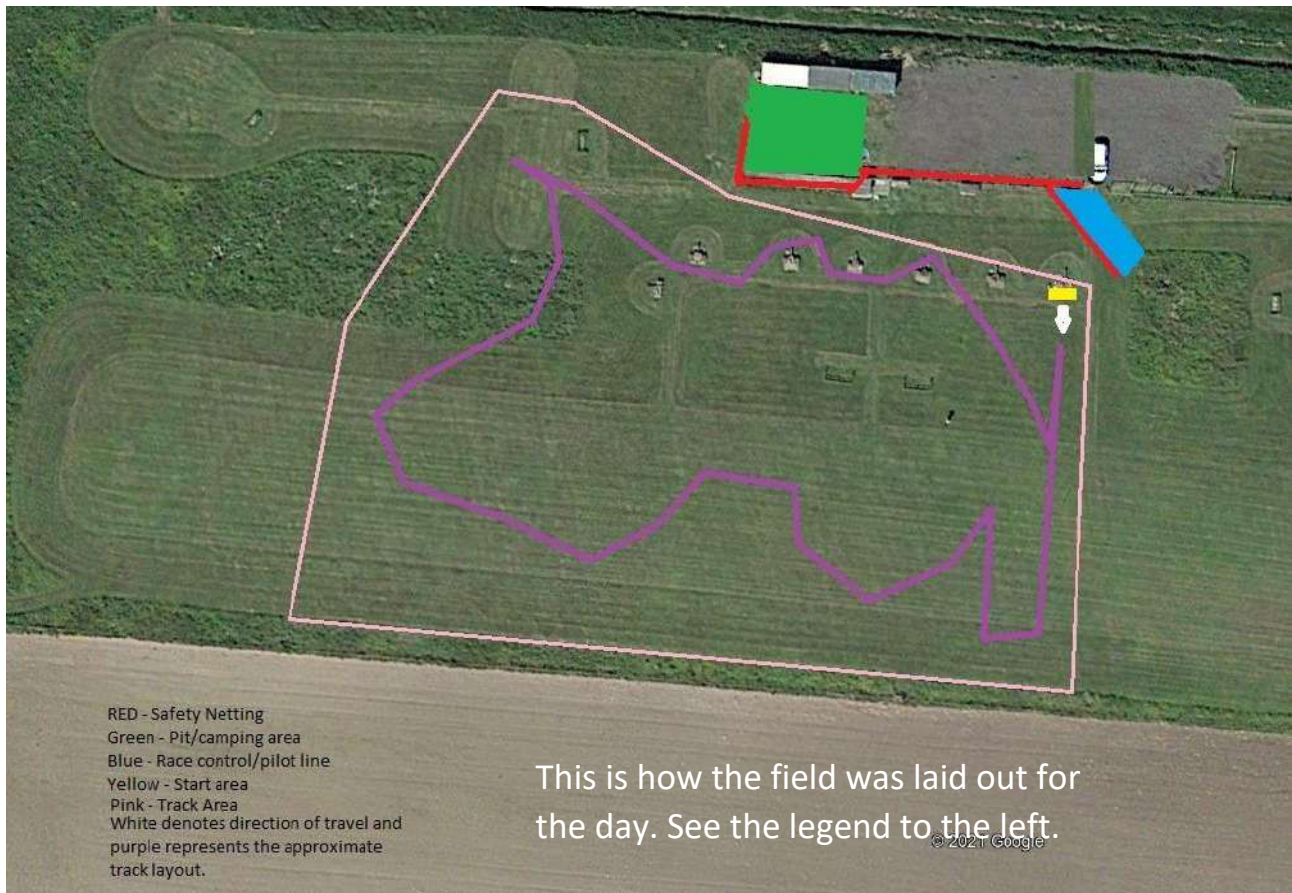 RED - Safety Netting
Green - Pit/camping area
Blue - Race control/pilot line
Yellow - Start area
Pink - Track Area
White denotes direction of travel and
purple represents the approximate
track layout.
This is how the field was laid out for
the day. See the legend to the left.
© 2021 Google